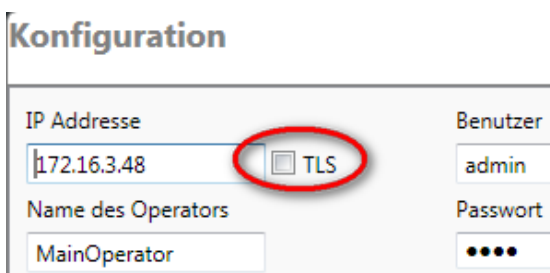 Konfiguration
IP Addresse
Benutzer
172.16.3.48
TLS
admin
Name des Operators
Passwort
MainOperator
••••